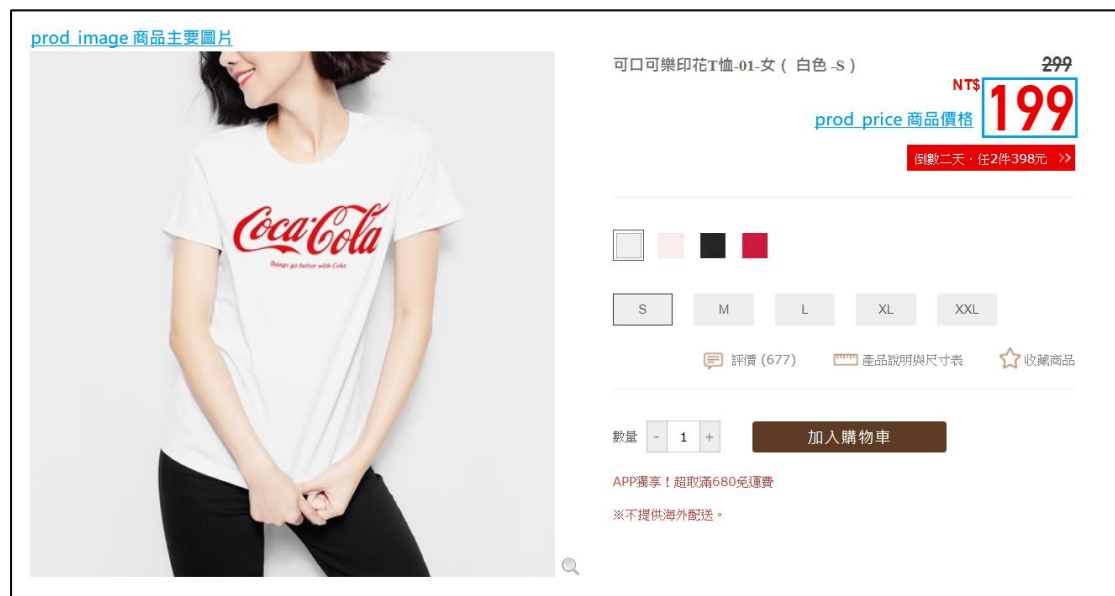 prod_image 商品主要圖片
Coca-Cola
Things go better with Coke
可口可樂印花T恤-01-女 ( 白色 -S )
299
NT$
199
prod_price 商品價格
倒數二天．任2件398元 >>
S
M
L
XL
XXL
評價 (677)
產品說明與尺寸表
收藏商品
數量
-
1
+
加入購物車
APP獨享！超取滿680免運費
※不提供海外配送。